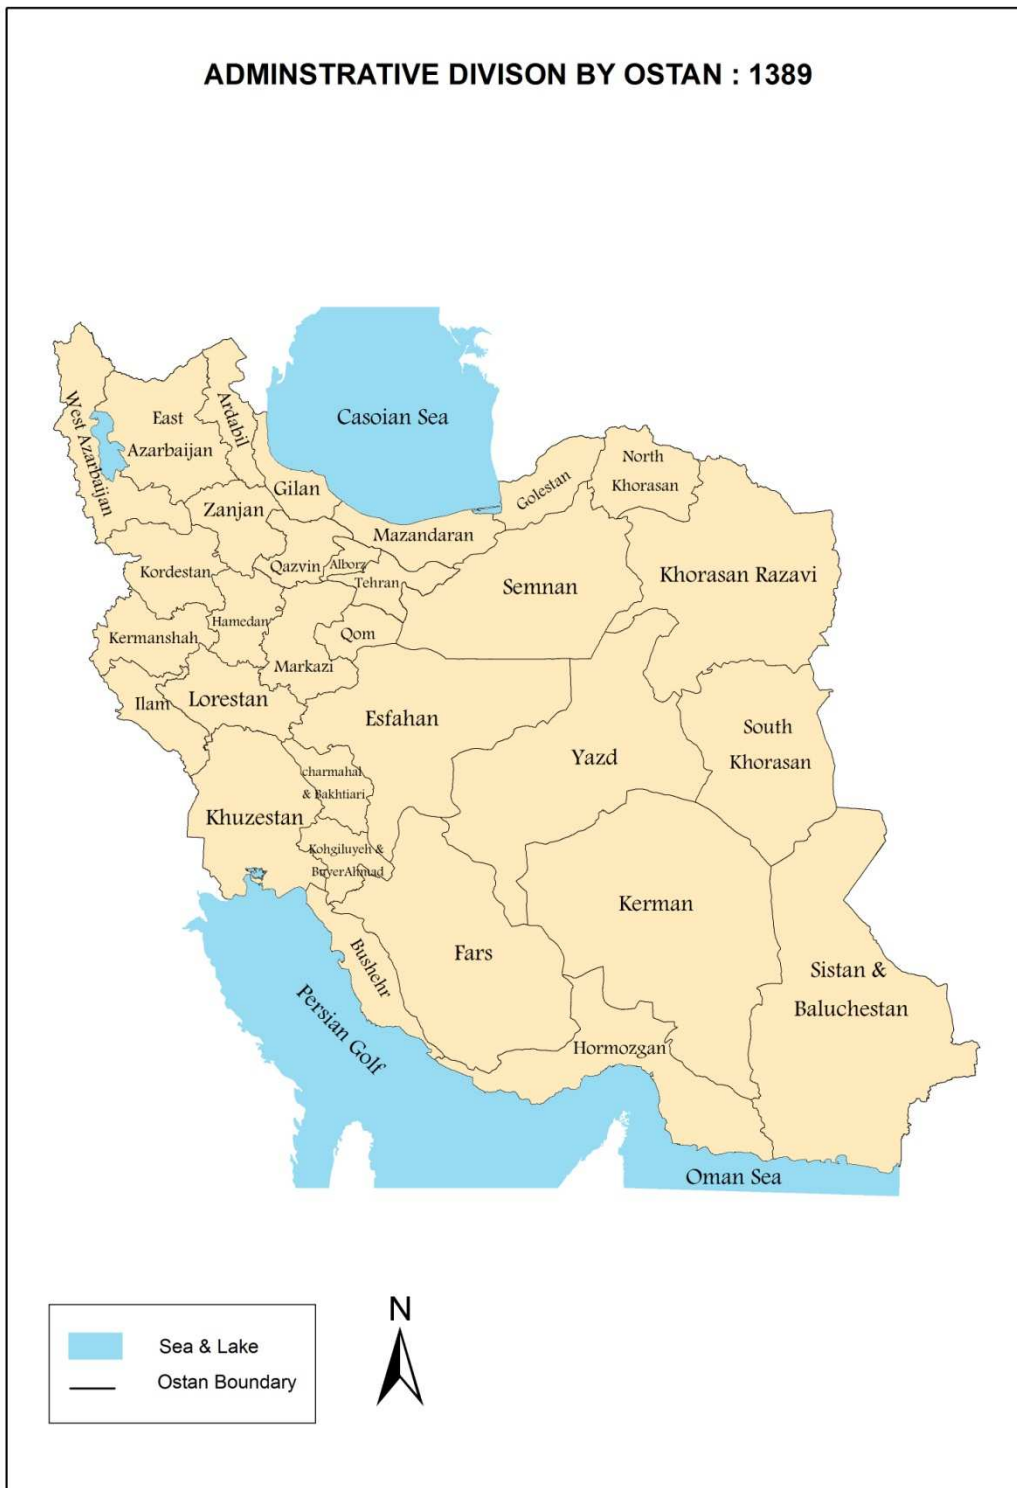 ADMINSTRATIVE DIVISON BY OSTAN : 1389
Casoian Sea
West Azarbaijan
East
Azarbaijan
Ardabil
Gilan
Golestan
North
Khorasan
Zanjan
Mazandaran
Qazvin
Alborz
Tehran
Kordestan
Semnan
Khorasan Razavi
Hamedan
Kermanshah
Qom
Markazi
Ilam
Lorestan
Esfahan
Yazd
South
Khorasan
charmahal
& Bakhtiari
Khuzestan
Kohgiluyeh &
BuyerAhmad
Kerman
Fars
Bushehr
Sistan &
Baluchestan
Persian Golf
Hormozgan
Oman Sea
N
Sea & Lake
Ostan Boundary